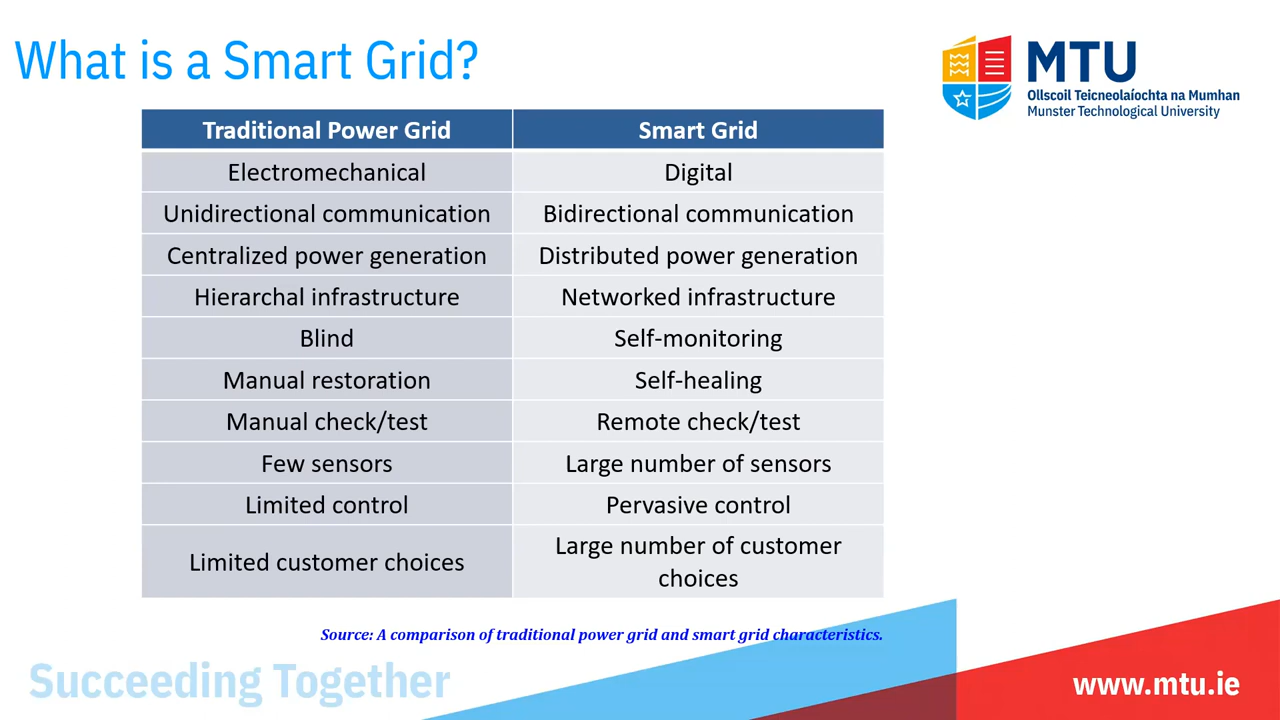 What is a Smart Grid?
MTU
Ollscoil Teicneolaíochta na Mumhan
Munster Technological University
Traditional Power Grid Smart Grid
Electromechanical Digital
Unidirectional communication Bidirectional communication
Centralized power generation Distributed power generation
Hierarchal infrastructure Networked infrastructure
Blind Self-monitoring
Manual restoration Self-healing
Manual check/test Remote check/test
Few sensors Large number of sensors
Limited control Pervasive control
Limited customer choices Large number of customer
choices
Source: A comparison of traditional power grid and smart grid characteristics.
Succeeding Together
www.mtu.ie